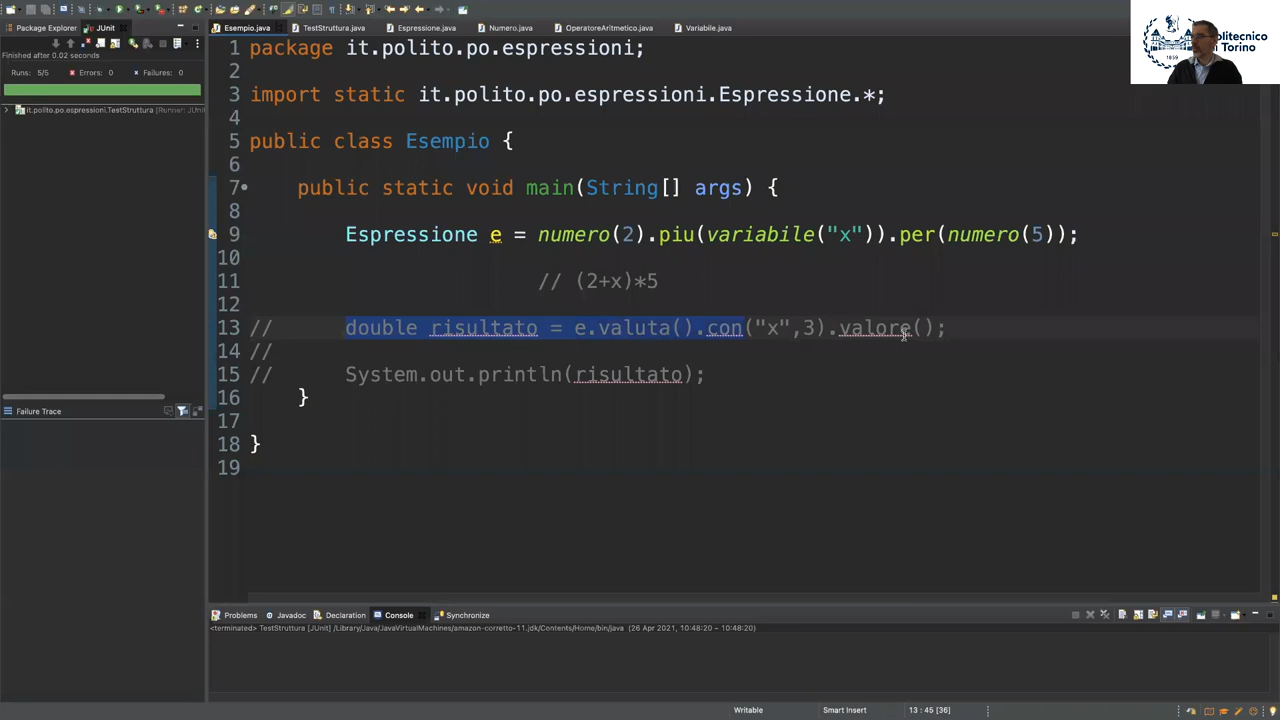 Package Explorer JUnit
Finished after 0.02 seconds
Runs: 5/5 Errors: 0 Failures: 0
it.polito.po.espressioni.TestStruttura [Runner: JUnit
Failure Trace
Esempio.java TestStruttura.java Espressione.java Numero.java OperatoreAritmetico.java Variabile.java
1 package it.polito.po.espressioni;
2
3 import static it.polito.po.espressioni.Espressione.*;
4
5 public class Esempio {
6
7 public static void main(String[] args) {
8
9 Espressione e = numero(2).piu(variabile("x")).per(numero(5));
10
11 // (2+x)*5
12
13 // double risultato = e.valuta().con("x",3).valore();
14 //
15 // System.out.println(risultato);
16 }
17
18 }
19
Politecnico
di Torino
1859
Problems Javadoc Declaration Console Synchronize
<terminated> TestStruttura [JUnit] /Library/Java/JavaVirtualMachines/amazon-corretto-11.jdk/Contents/Home/bin/java (26 Apr 2021, 10:48:20 – 10:48:20)
Writable Smart Insert 13 : 45 [36]